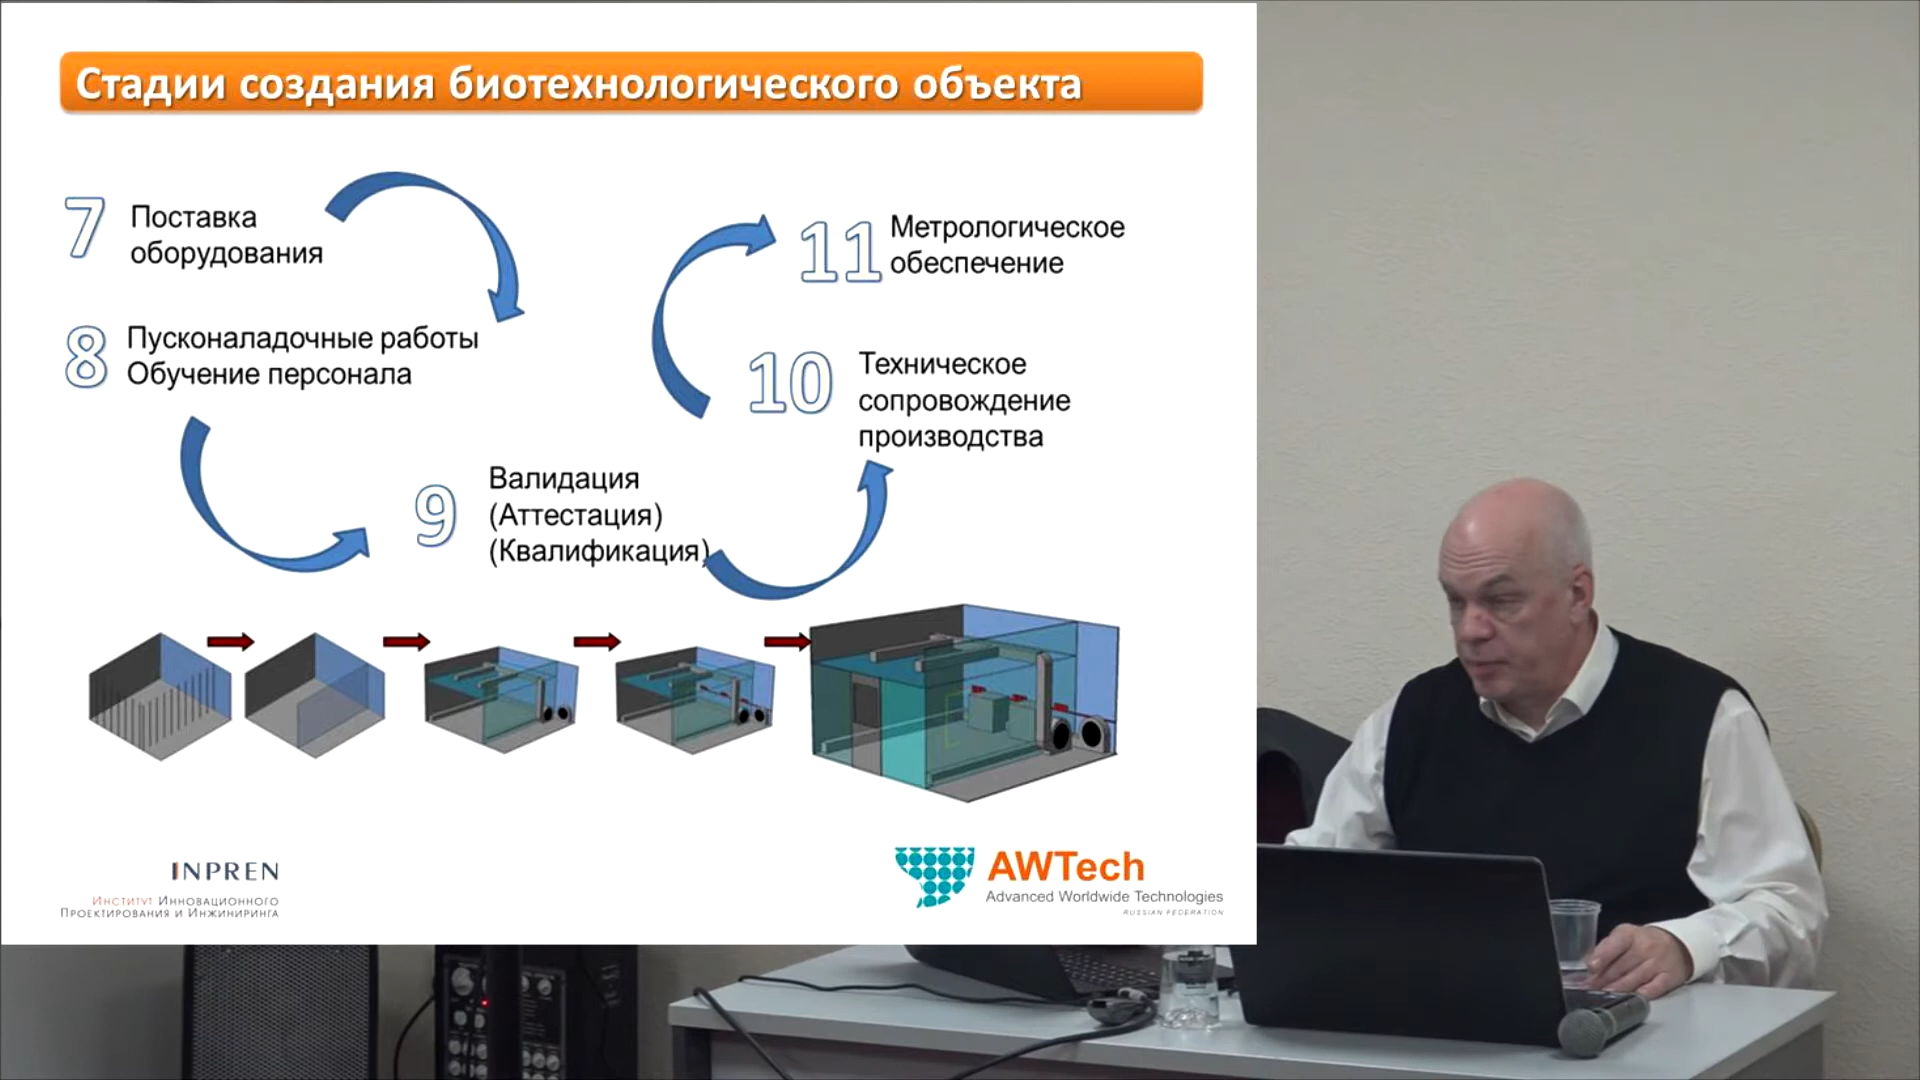 Стадии создания биотехнологического объекта
7
Поставка
оборудования
8
Пусконаладочные работы
Обучение персонала
9
Валидация
(Аттестация)
(Квалификация)
10
Техническое
сопровождение
производства
11
Метрологическое
обеспечение
INPREN
Институт Инновационного
Проектирования и Инжиниринга
AWTech
Advanced Worldwide Technologies
RUSSIAN FEDERATION